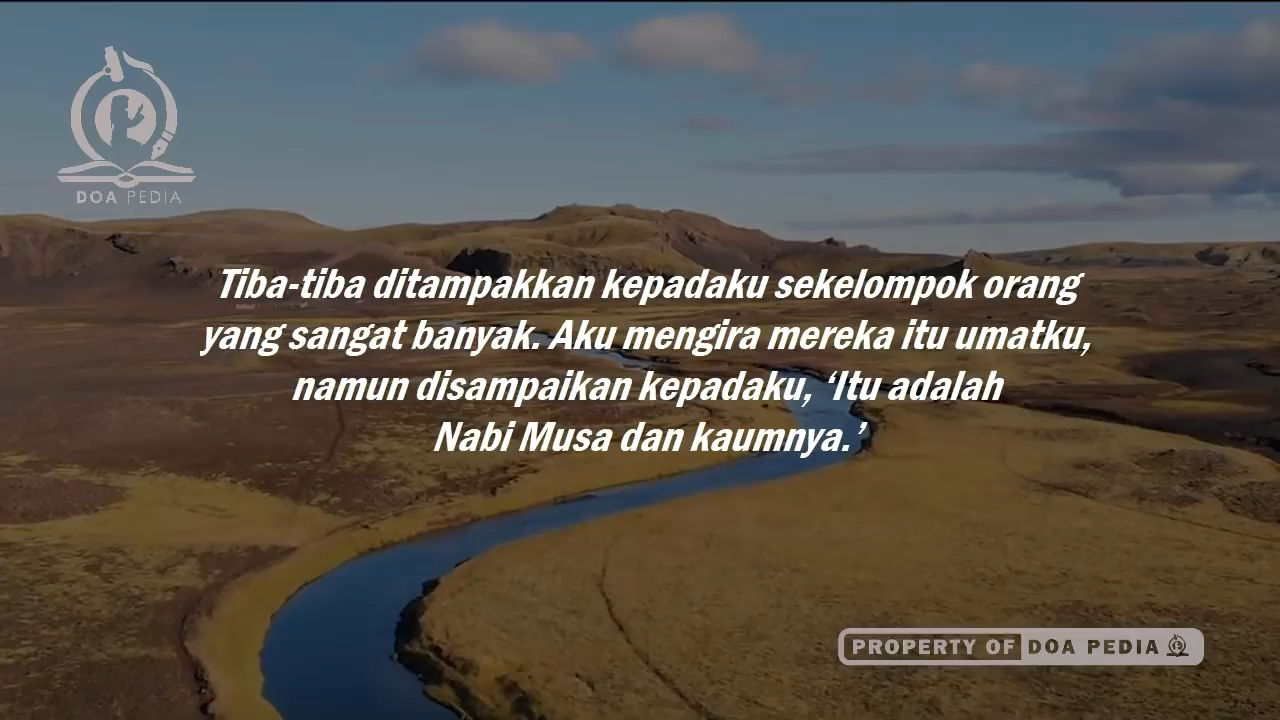 DOA PEDIA
Tiba-tiba ditampakkan kepadaku sekelompok orang
yang sangat banyak. Aku mengira mereka itu umatku,
namun disampaikan kepadaku, ‘Itu adalah
Nabi Musa dan kaumnya.’
PROPERTY OF DOA PEDIA